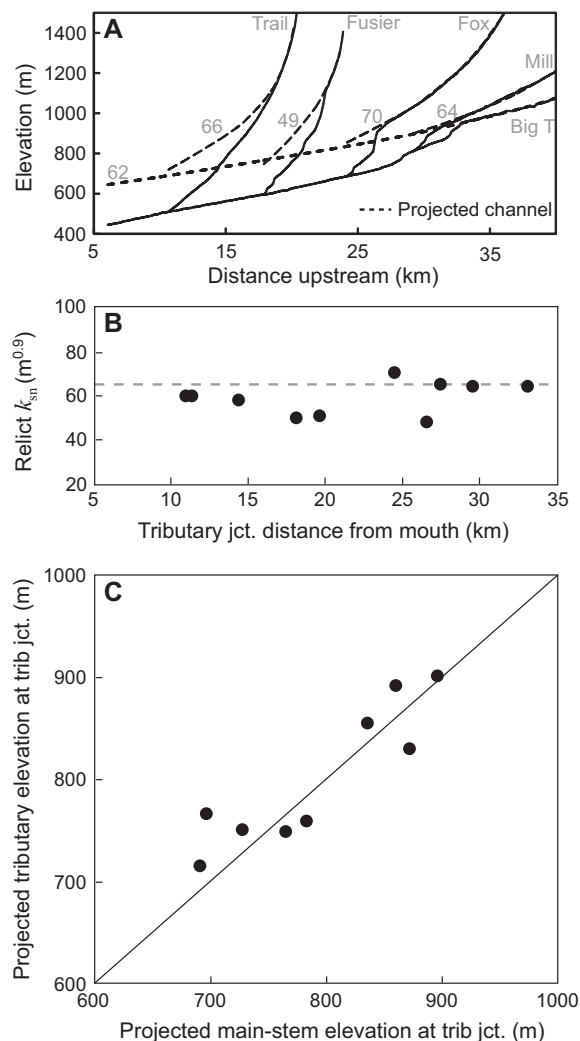 A
Trail
Fusier
Fox
Mill
Big T
66
49
70
64
62
Projected channel
1400
1200
1000
800
600
400
Elevation (m)
5
15
25
35
Distance upstream (km)
B
100
80
60
40
20
Relict kₛₙ (m⁰·⁹)
5
10
15
20
25
30
35
Tributary jct. distance from mouth (km)
C
1000
900
800
700
600
Projected tributary elevation at trib jct. (m)
600
700
800
900
1000
Projected main-stem elevation at trib jct. (m)